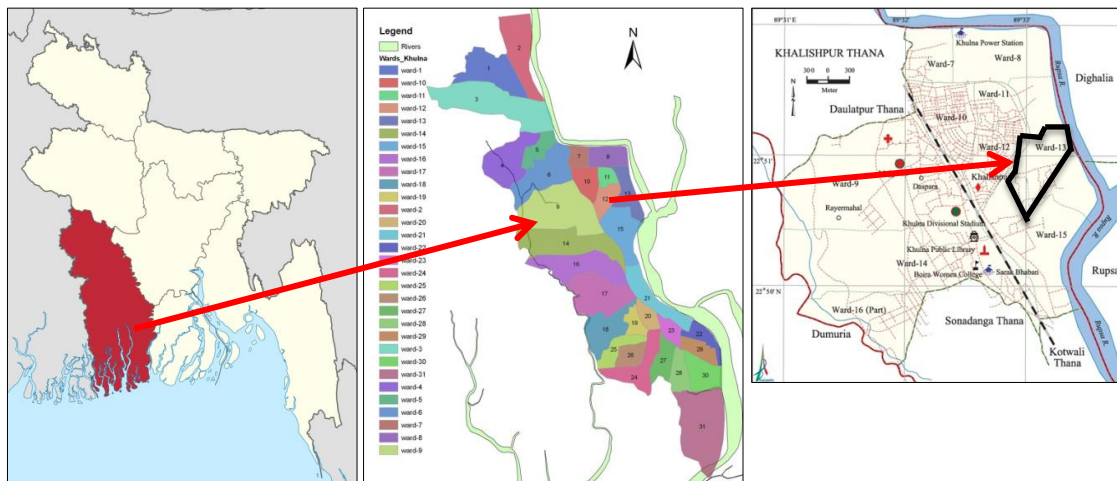 Legend
Rivers
Wards_Khulna
ward-1
ward-10
ward-11
ward-12
ward-13
ward-14
ward-15
ward-16
ward-17
ward-18
ward-19
ward-2
ward-20
ward-21
ward-22
ward-23
ward-24
ward-25
ward-26
ward-27
ward-28
ward-29
ward-3
ward-30
ward-31
ward-4
ward-5
ward-6
ward-7
ward-8
ward-9
N
2
1
3
5
7
8
4
6
10
11
13
12
9
15
14
16
17
21
20
19
18
23
22
25
26
29
24
27
28
30
31
89°31' E
89°32'
89°33'
KHALISHPUR THANA
Khulna Power Station
Ward-7
Ward-8
300
0
300
Meter
N
Dighalia
Rupsa R.
Daulatpur Thana
Ward-11
Ward-10
Ward-12
Ward-13
22°51'
Ward-9
Daspara
Rayermahal
Khulna Divisional Stadium
Ward-15
Khulna Public Library
Ward-14
Boira Women College
Sarak Bhaban
Rupsa
Rupsa R.
22°50' N
Ward-16 (Part)
Sonadanga Thana
Dumuria
Kotwali
Thana
Rupsa R.